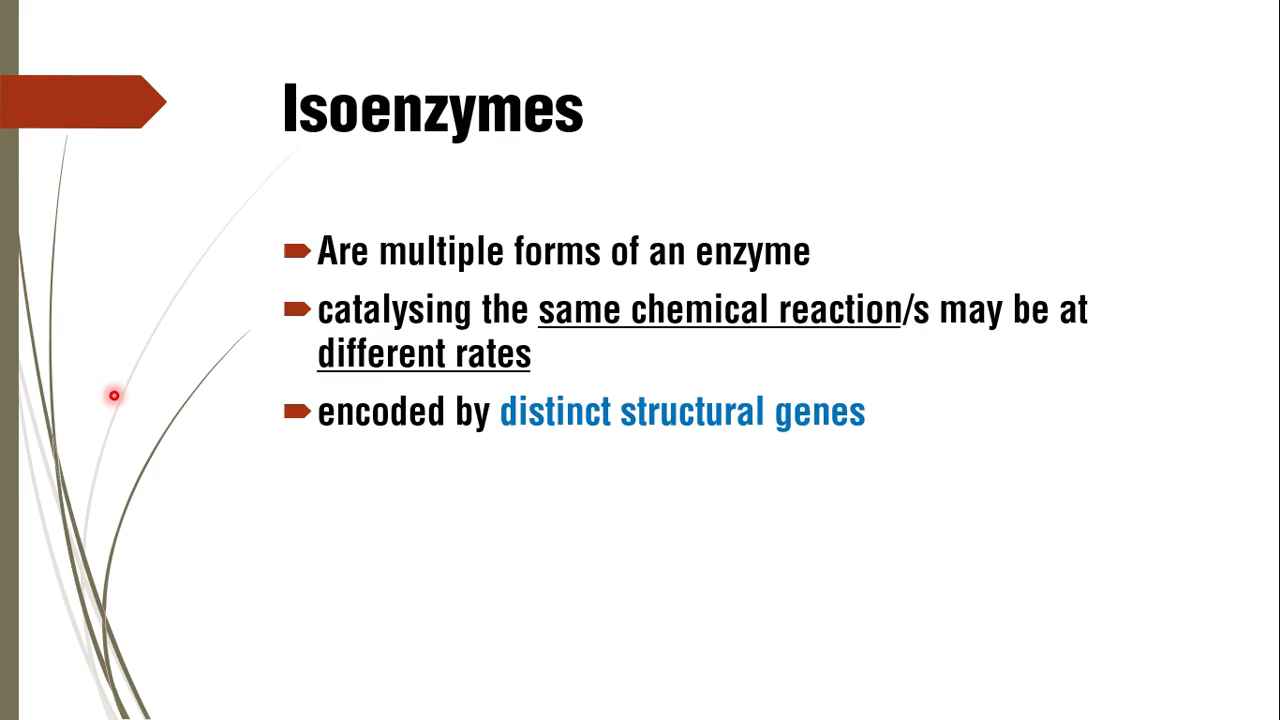 Isoenzymes
Are multiple forms of an enzyme
catalysing the same chemical reaction/s may be at
different rates
encoded by distinct structural genes